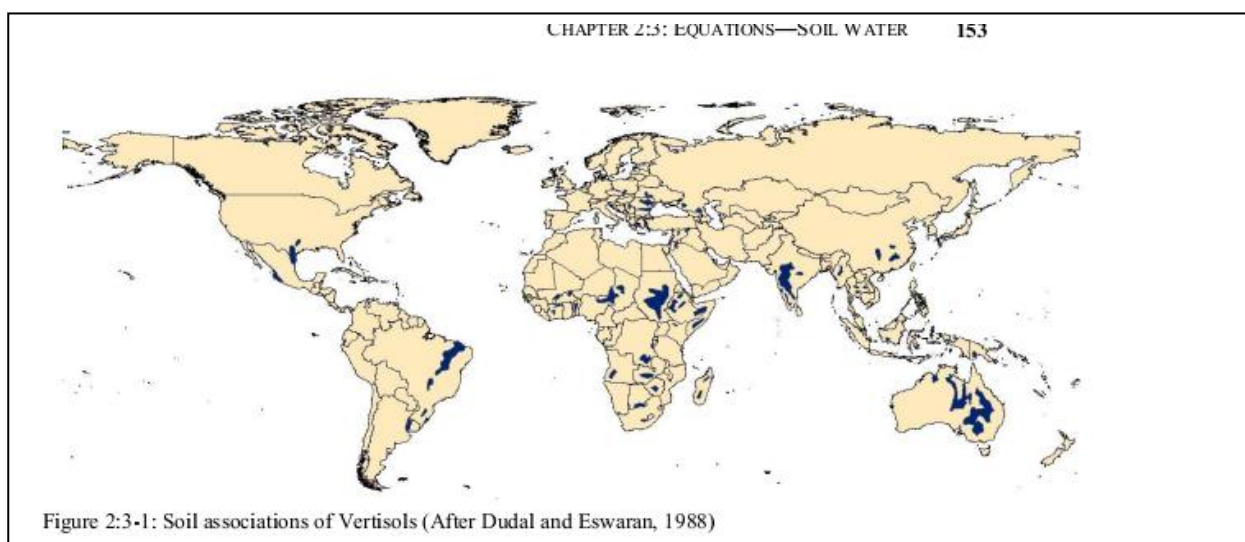 CHAPTER 2:3: EQUATIONS—SOIL WATER 153
Figure 2:3-1: Soil associations of Vertisols (After Dudal and Eswaran, 1988)